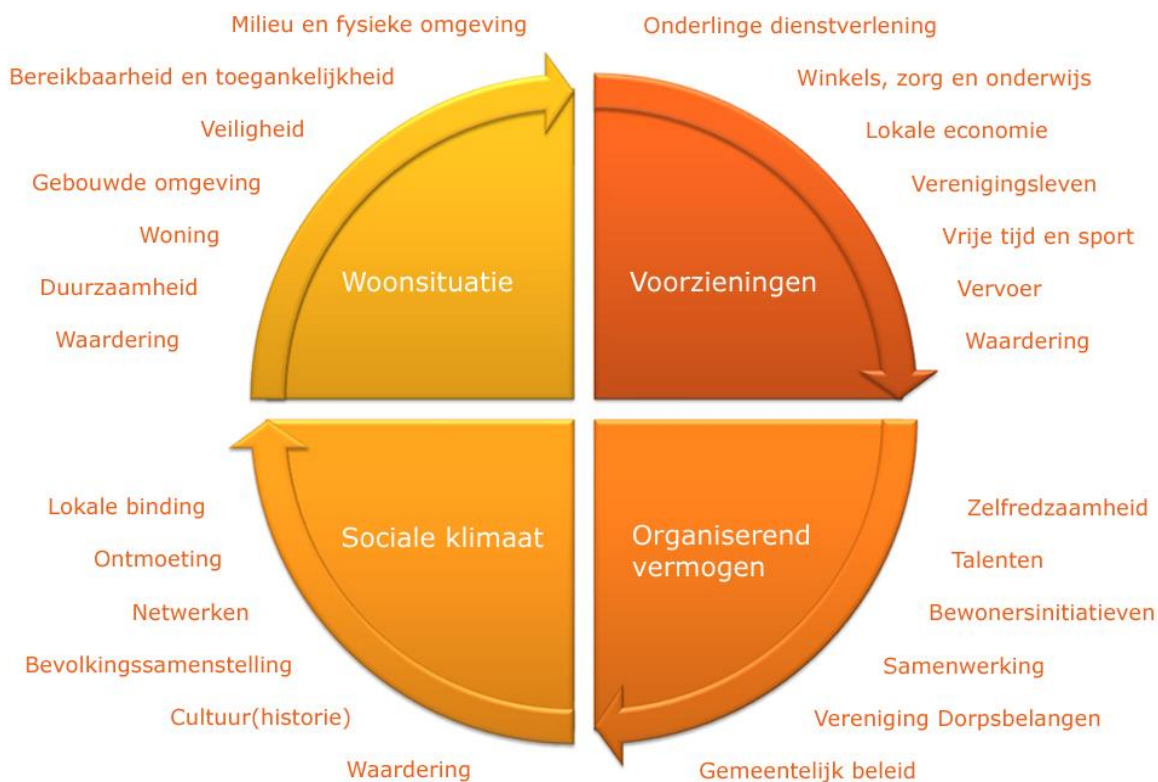 Milieu en fysieke omgeving
Bereikbaarheid en toegankelijkheid
Veiligheid
Gebouwde omgeving
Woning
Duurzaamheid
Waardering
Woonsituatie
Onderlinge dienstverlening
Winkels, zorg en onderwijs
Lokale economie
Verenigingsleven
Vrije tijd en sport
Vervoer
Waardering
Voorzieningen
Lokale binding
Ontmoeting
Netwerken
Bevolkingssamenstelling
Cultuur(historie)
Waardering
Sociale klimaat
Organiserend
vermogen
Zelfredzaamheid
Talenten
Bewonersinitiatieven
Samenwerking
Vereniging Dorpsbelangen
Gemeentelijk beleid